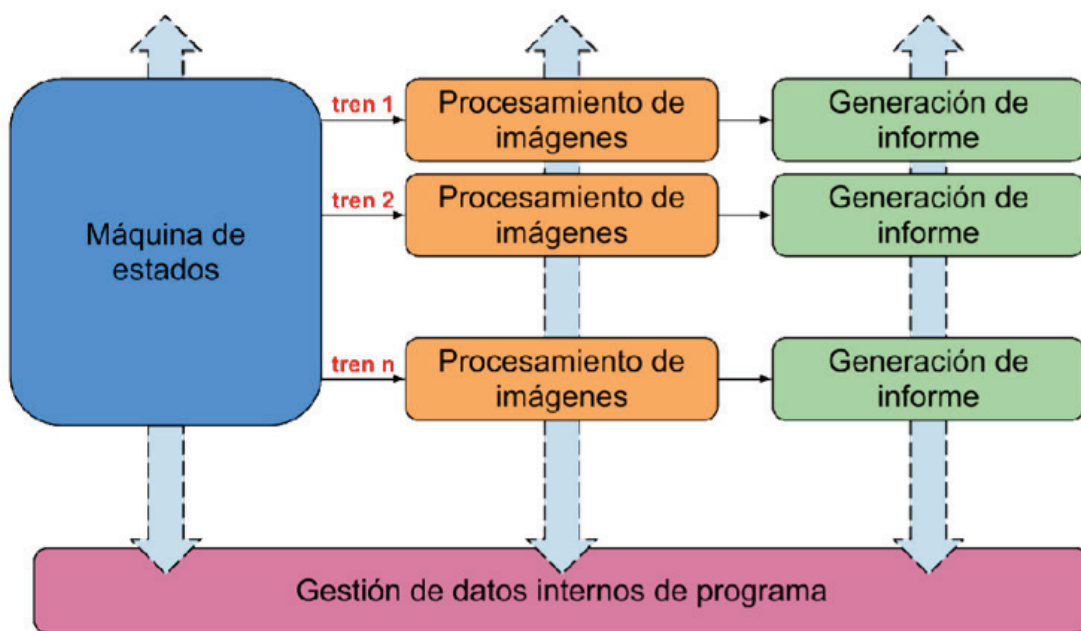 Máquina de
estados
tren 1
Procesamiento de
imágenes
Generación de
informe
tren 2
Procesamiento de
imágenes
Generación de
informe
tren n
Procesamiento de
imágenes
Generación de
informe
Gestión de datos internos de programa